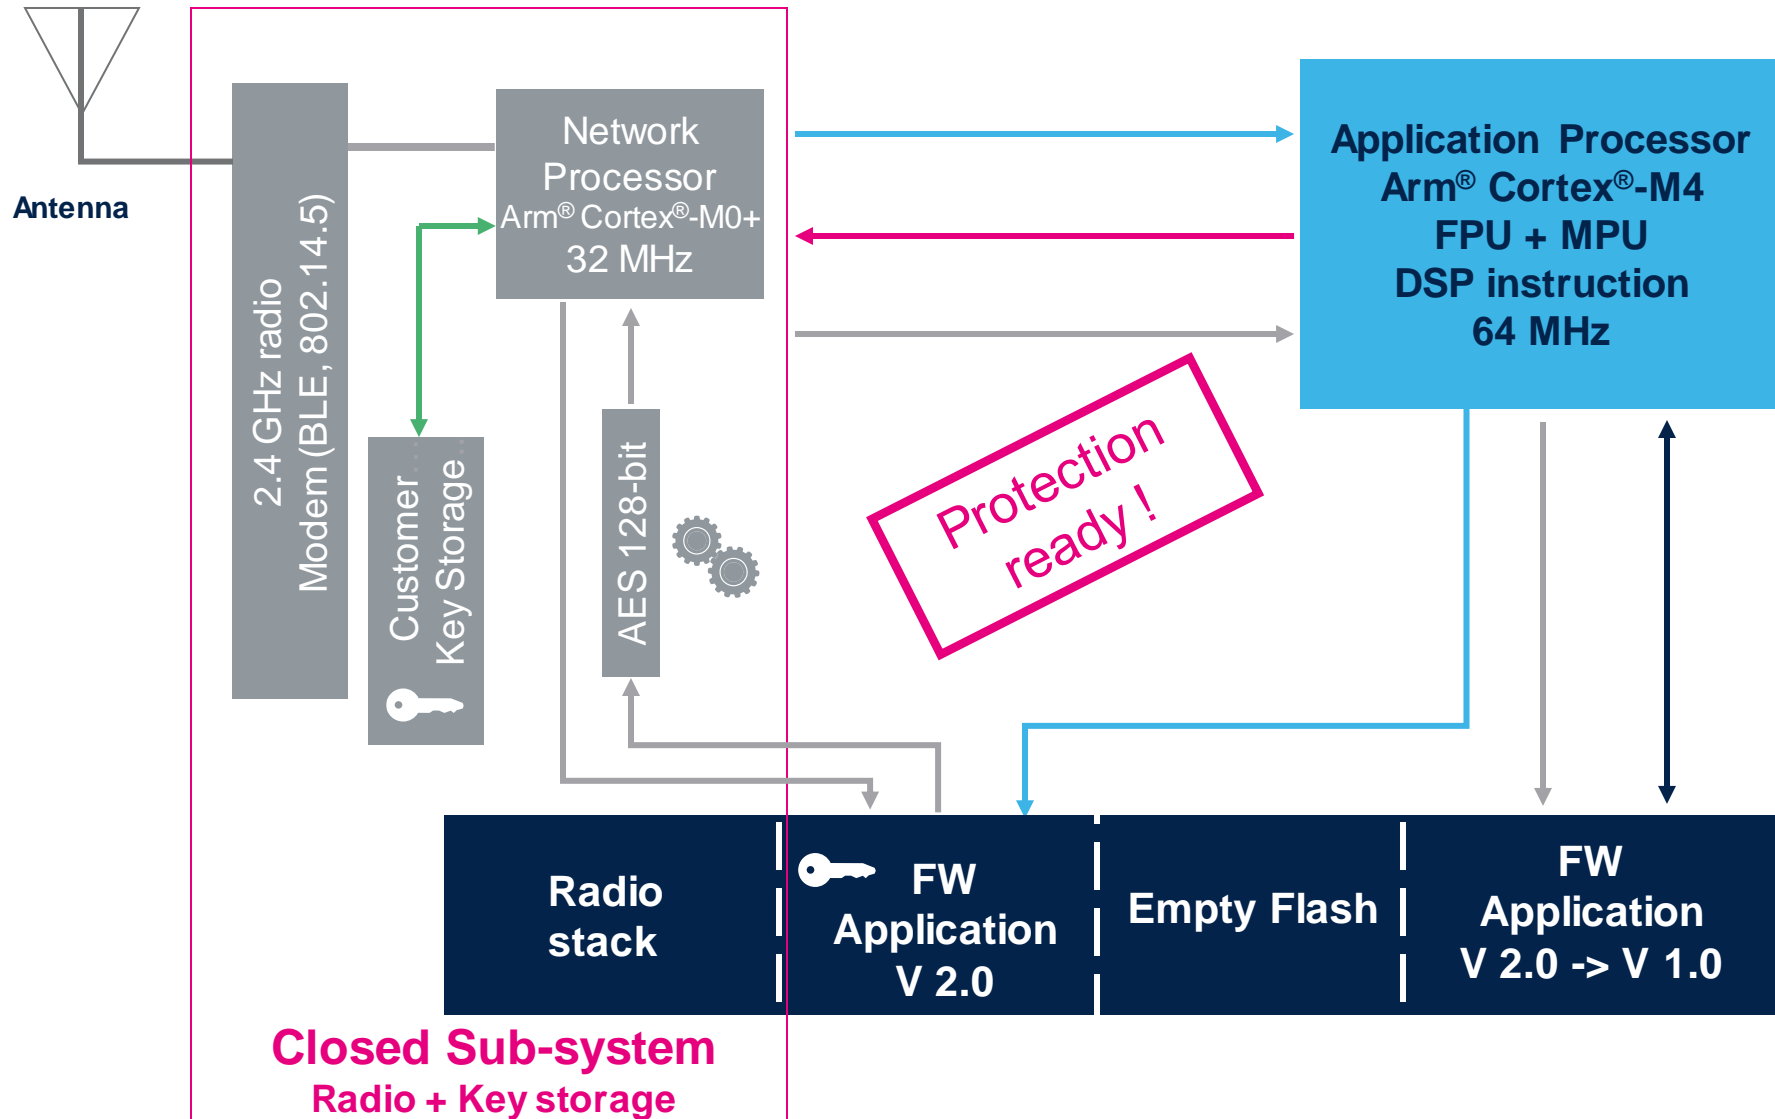 Antenna
2.4 GHz radio
Modem (BLE, 802.14.5)
Network
Processor
Arm® Cortex®-M0+
32 MHz
Customer....
Key Storage..
AES 128-bit
Application Processor
Arm® Cortex®-M4
FPU + MPU
DSP instruction
64 MHz
Protection
ready !
Radio
stack
FW
Application
V 2.0
Empty Flash
FW
Application
V 2.0 -> V 1.0
Closed Sub-system
Radio + Key storage